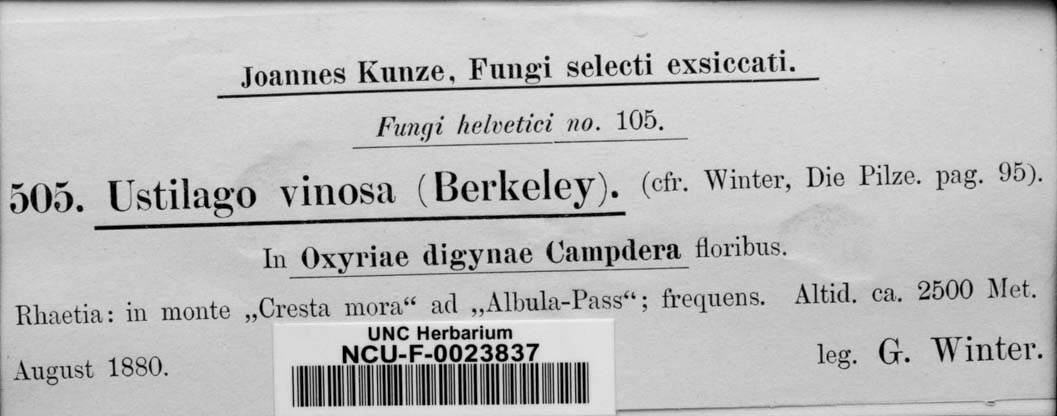 Joannes Kunze, Fungi selecti exsiccati.
Fungi helvetici no. 105.
505. Ustilago vinosa (Berkeley). (cfr. Winter, Die Pilze. pag. 95).
In Oxyriae digynae Campdera floribus.
Rhaetia: in monte „Cresta mora“ ad „Albula-Pass“; frequens. Altid. ca. 2500 Met.
August 1880. leg. G. Winter.
UNC Herbarium
NCU-F-0023837